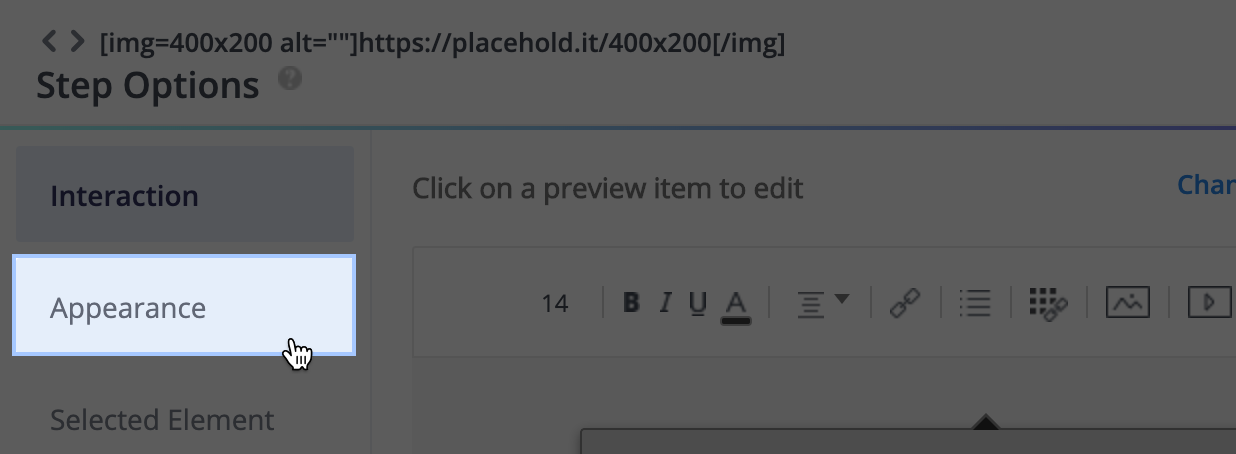 [img=400x200 alt=""]https://placehold.it/400x200[/img]
Step Options ?
Interaction
Click on a preview item to edit
Appearance
14 B I U A
Selected Element